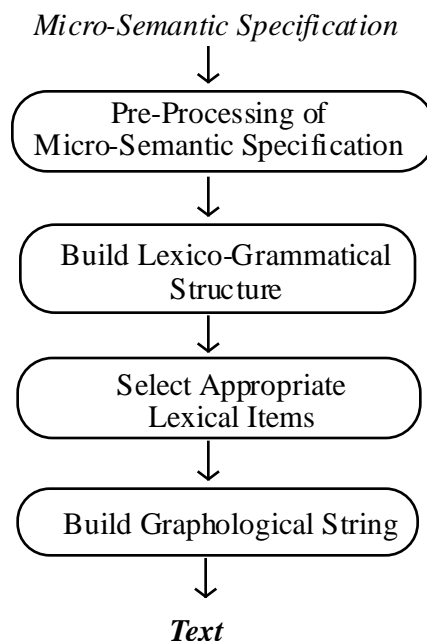 Micro-Semantic Specification
Pre-Processing of
Micro-Semantic Specification
Build Lexico-Grammatical
Structure
Select Appropriate
Lexical Items
Build Graphological String
Text